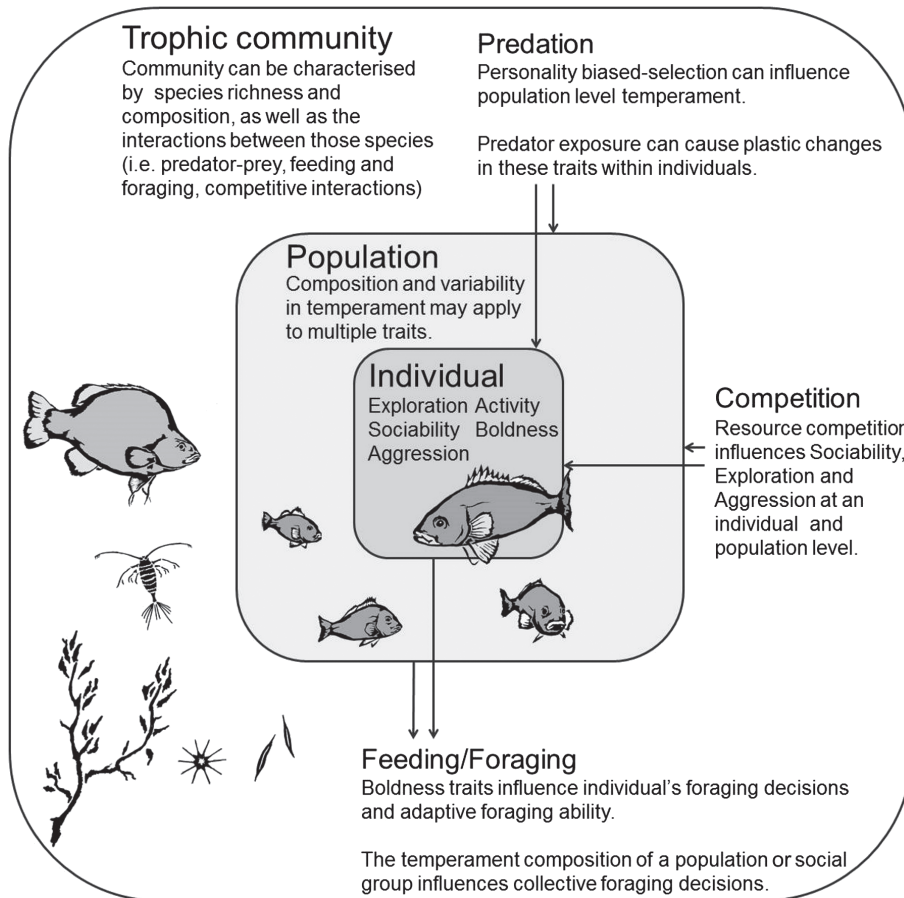 Trophic community
Community can be characterised
by species richness and
composition, as well as the
interactions between those species
(i.e. predator-prey, feeding and
foraging, competitive interactions)
Predation
Personality biased-selection can influence
population level temperament.
Predator exposure can cause plastic changes
in these traits within individuals.
Population
Composition and variability
in temperament may apply
to multiple traits.
Individual
Exploration Activity
Sociability Boldness
Aggression
Competition
Resource competition
influences Sociability,
Exploration and
Aggression at an
individual and
population level.
Feeding/Foraging
Boldness traits influence individual's foraging decisions
and adaptive foraging ability.
The temperament composition of a population or social
group influences collective foraging decisions.